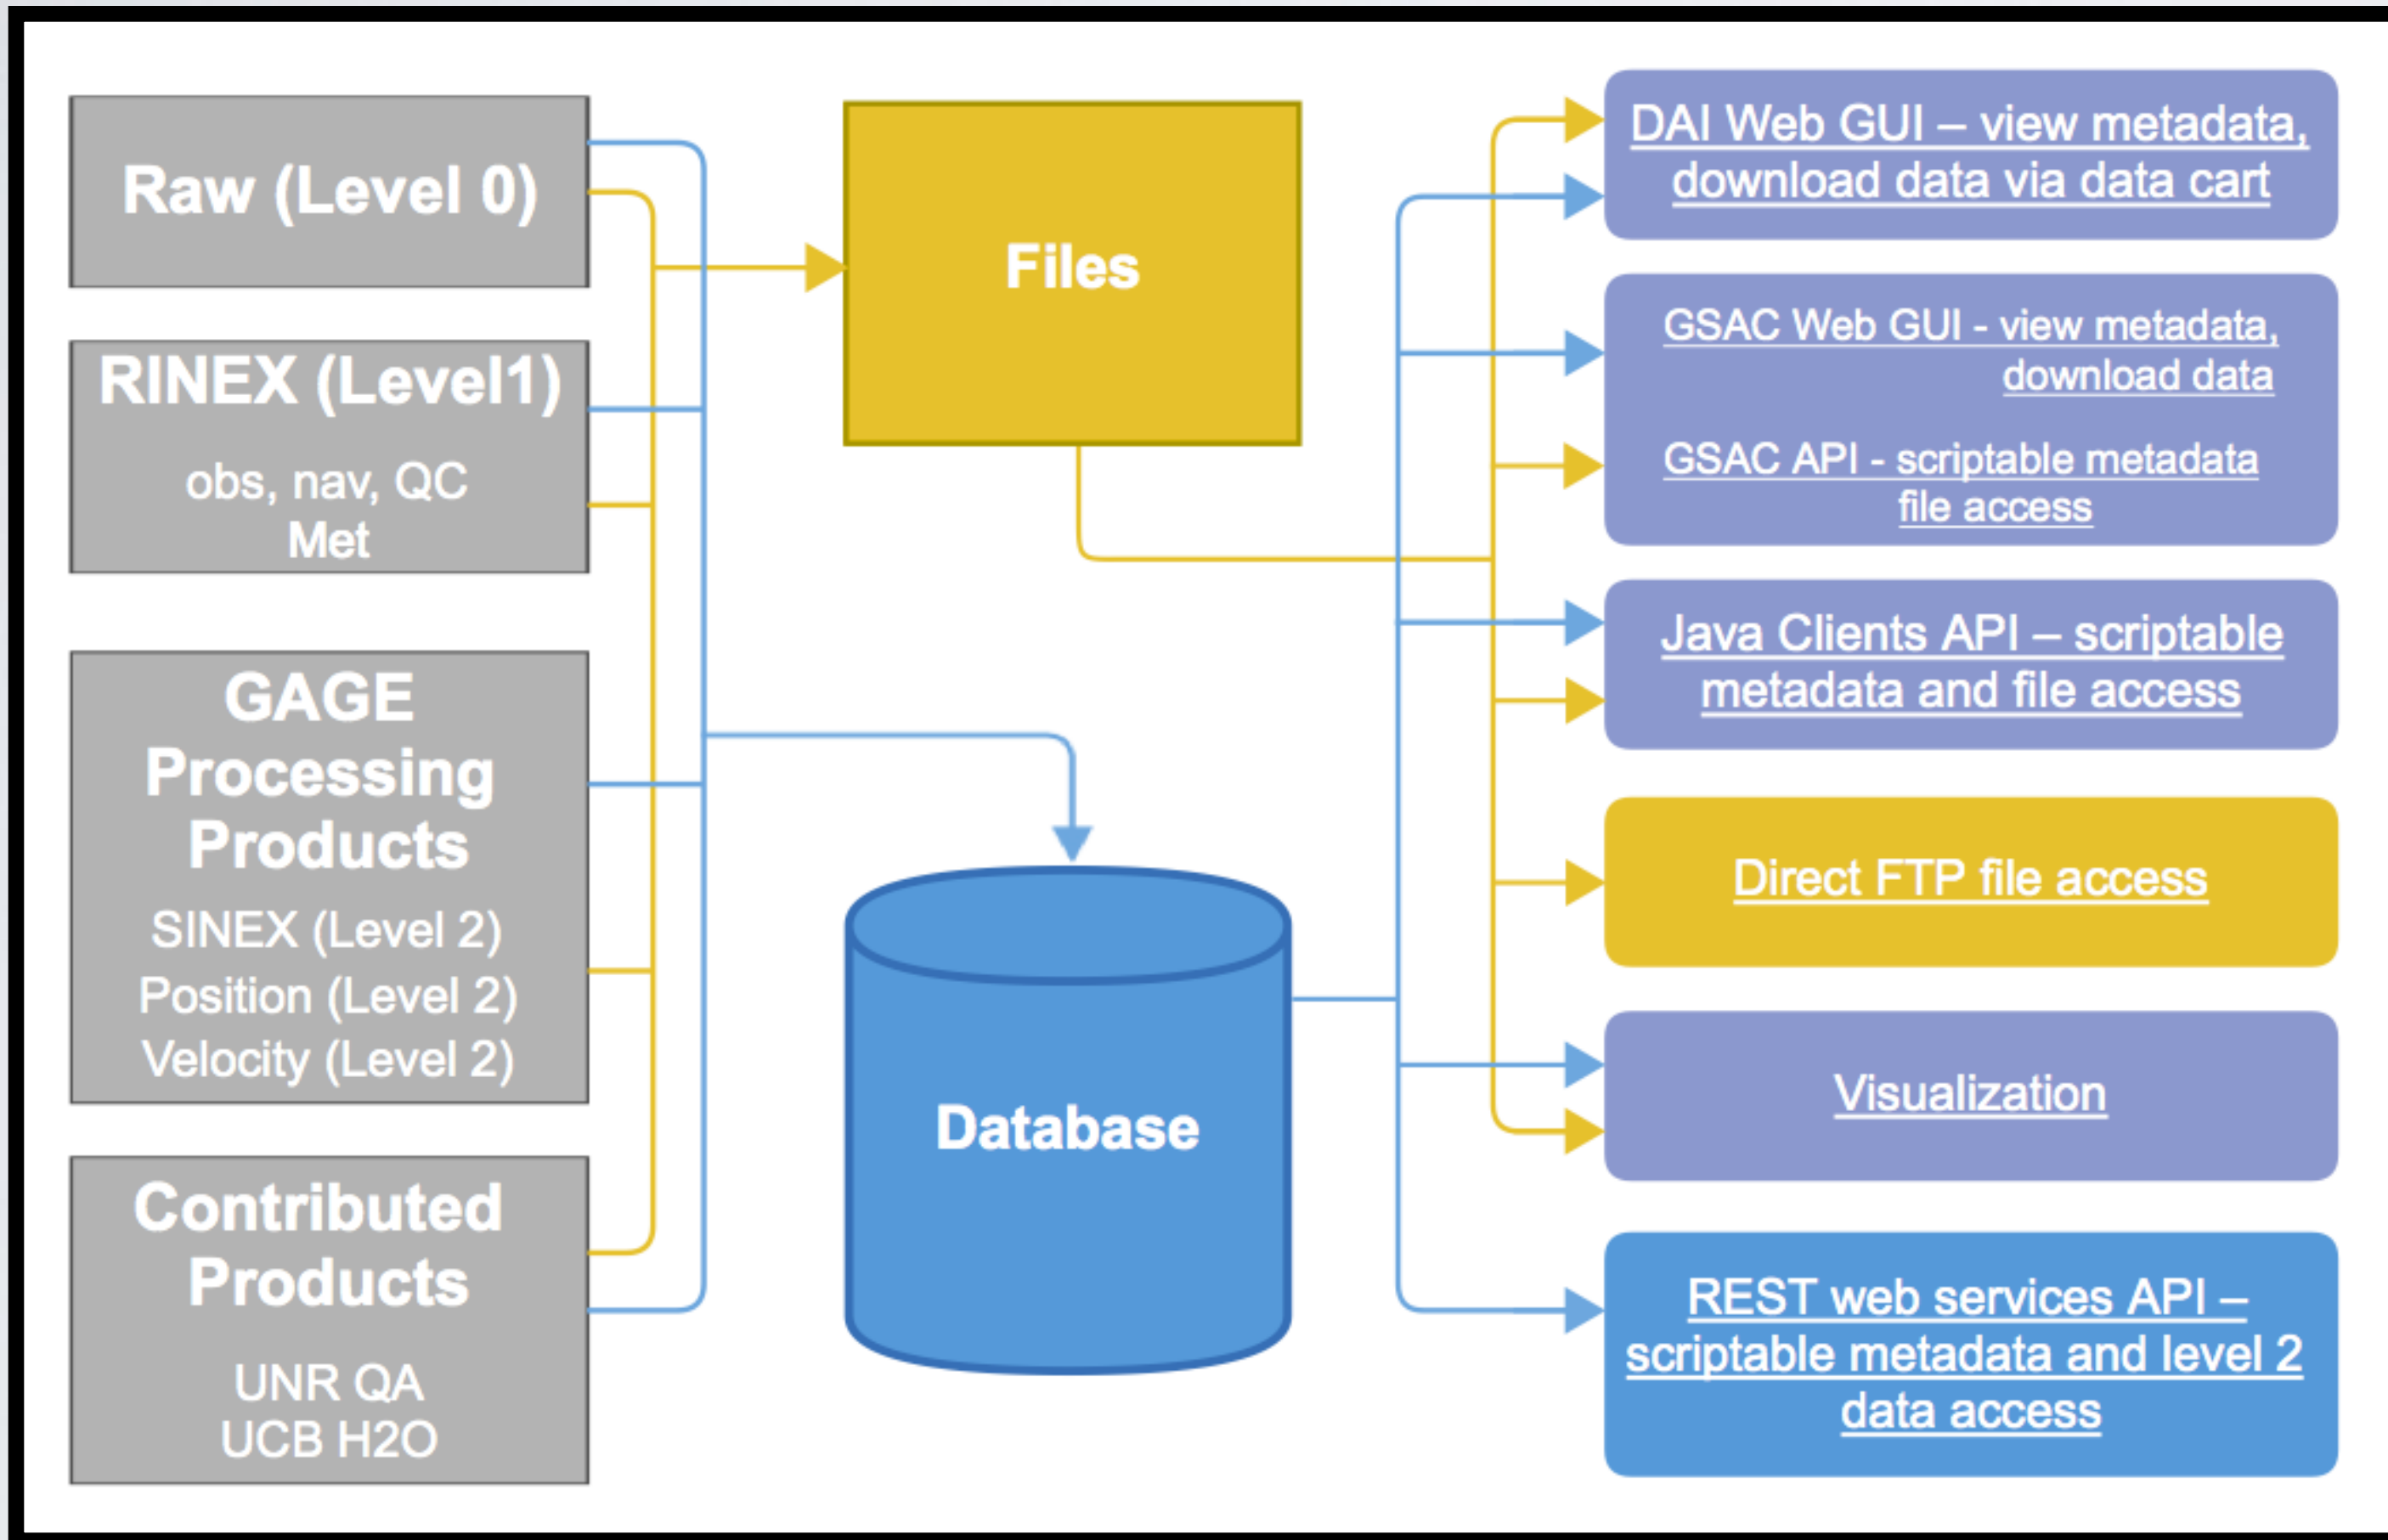 Raw (Level 0)
RINEX (Level1)
obs, nav, QC
Met
GAGE
Processing
Products
SINEX (Level 2)
Position (Level 2)
Velocity (Level 2)
Contributed
Products
UNR QA
UCB H2O
Files
Database
DAI Web GUI – view metadata,
download data via data cart
GSAC Web GUI - view metadata,
download data
GSAC API - scriptable metadata
file access
Java Clients API – scriptable
metadata and file access
Direct FTP file access
Visualization
REST web services API –
scriptable metadata and level 2
data access